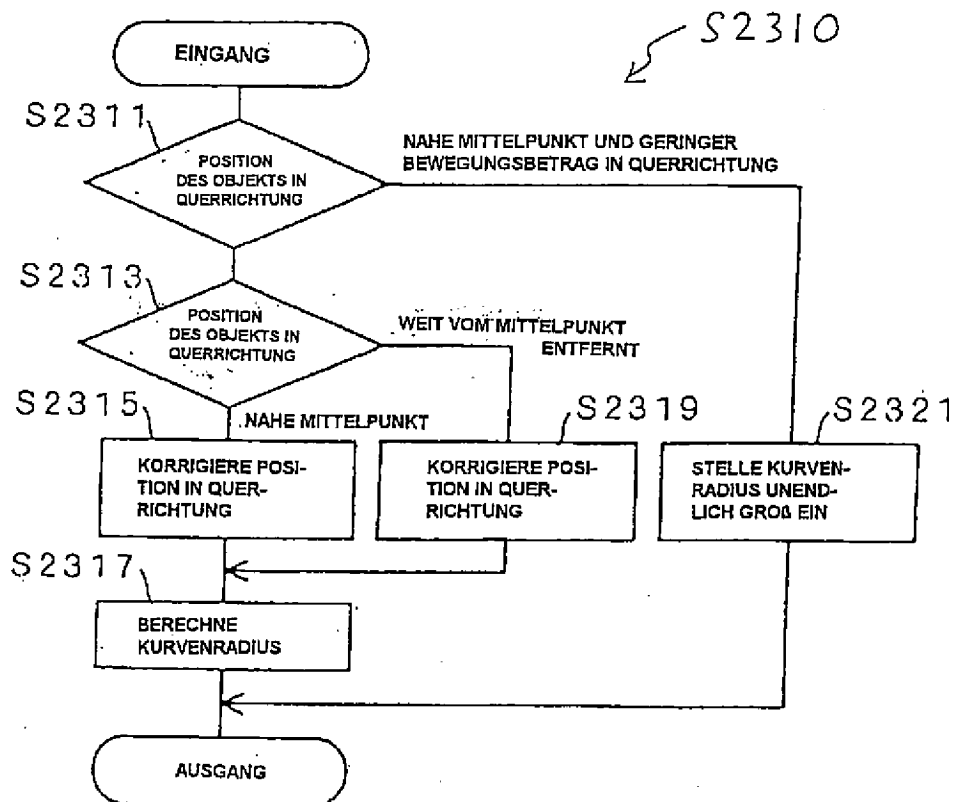 S2310
EINGANG
S2311
POSITION
DES OBJEKTS IN
QUERRICHTUNG
NAHE MITTELPUNKT UND GERINGER
BEWEGUNGSBETRAG IN QUERRICHTUNG
S2313
POSITION
DES OBJEKTS IN
QUERRICHTUNG
WEIT VOM MITTELPUNKT
ENTFERNT
S2315
NAHE MITTELPUNKT
S2319
S2321
KORRIGIERE POSI-
TION IN QUER-
RICHTUNG
KORRIGIERE POSI-
TION IN QUER-
RICHTUNG
STELLE KURVEN-
RADIUS UNEND-
LICH GROß EIN
S2317
BERECHNE
KURVENRADIUS
AUSGANG